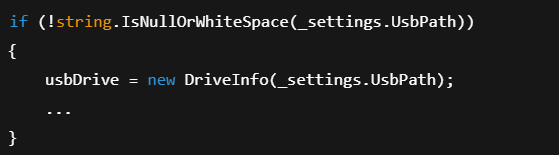 if (!string.IsNullOrWhiteSpace(_settings.UsbPath))
{
    usbDrive = new DriveInfo(_settings.UsbPath);
    ...
}